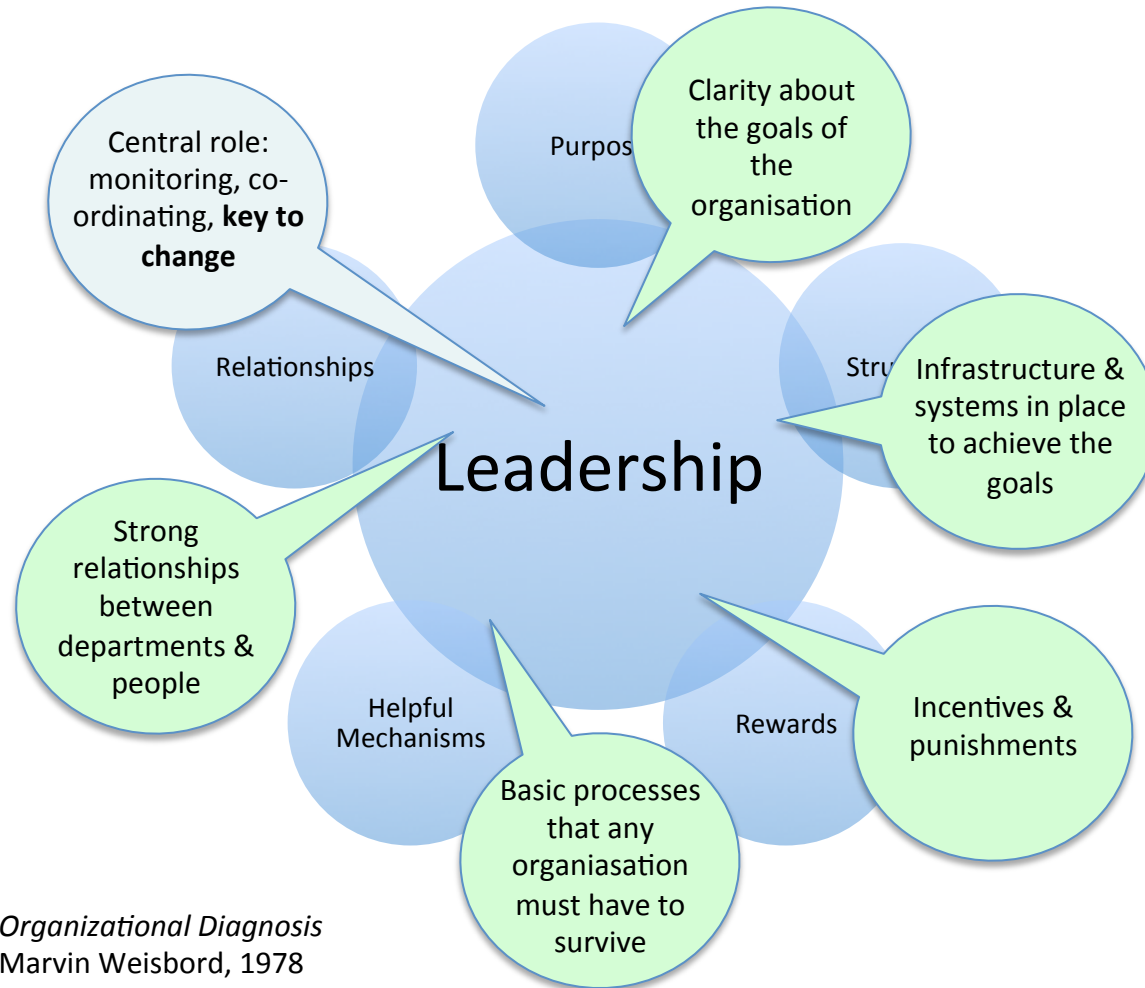 Central role:
monitoring, co-
ordinating, key to
change
Purpos
Clarity about
the goals of
the
organisation
Relationships
Stru
Infrastructure &
systems in place
to achieve the
goals
Leadership
Strong
relationships
between
departments &
people
Helpful
Mechanisms
Rewards
Incentives &
punishments
Basic processes
that any
organiasation
must have to
survive
Organizational Diagnosis
Marvin Weisbord, 1978